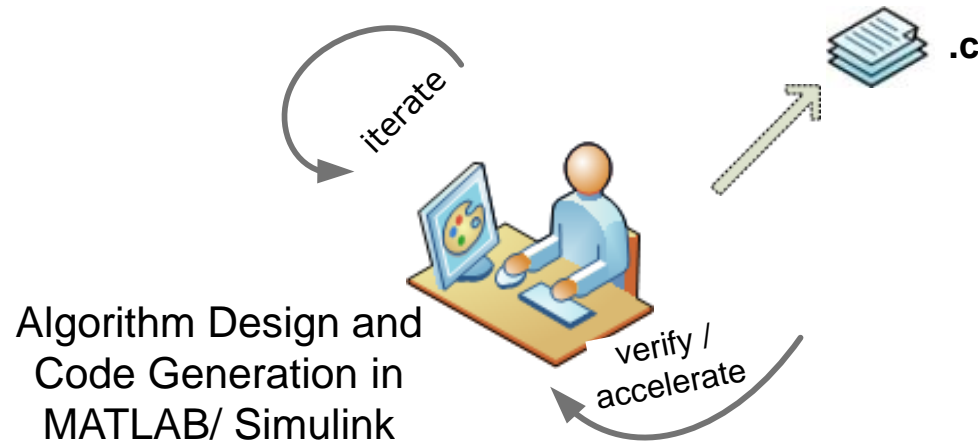 .c
iterate
Algorithm Design and
Code Generation in
MATLAB/ Simulink
verify /
accelerate